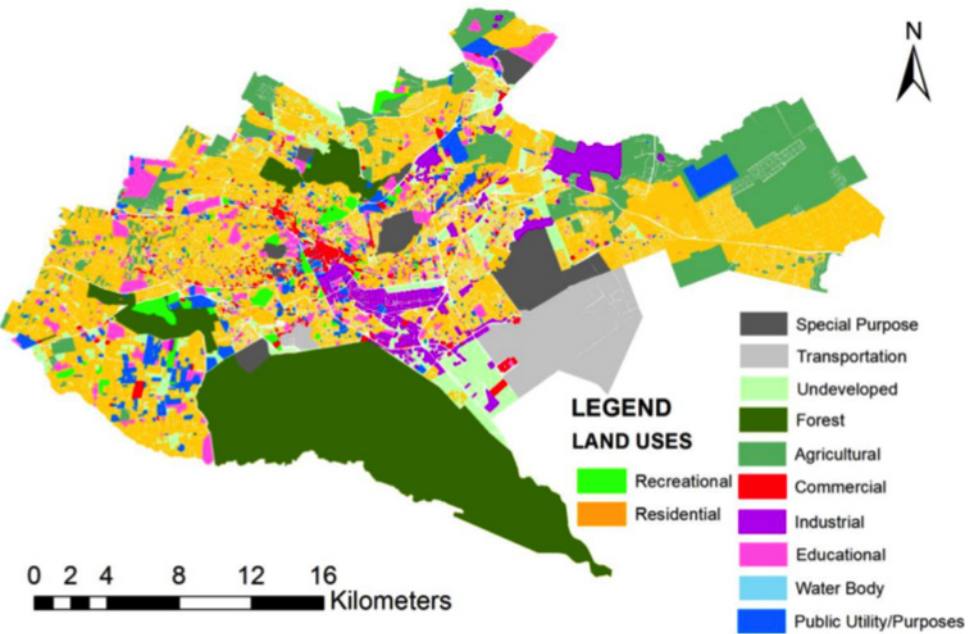 N
Special Purpose
Transportation
Undeveloped
Forest
Agricultural
Commercial
Industrial
Educational
Water Body
Public Utility/Purposes
LEGEND
LAND USES
Recreational
Residential
0 2 4 8 12 16
Kilometers